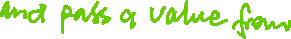 and pass a value from